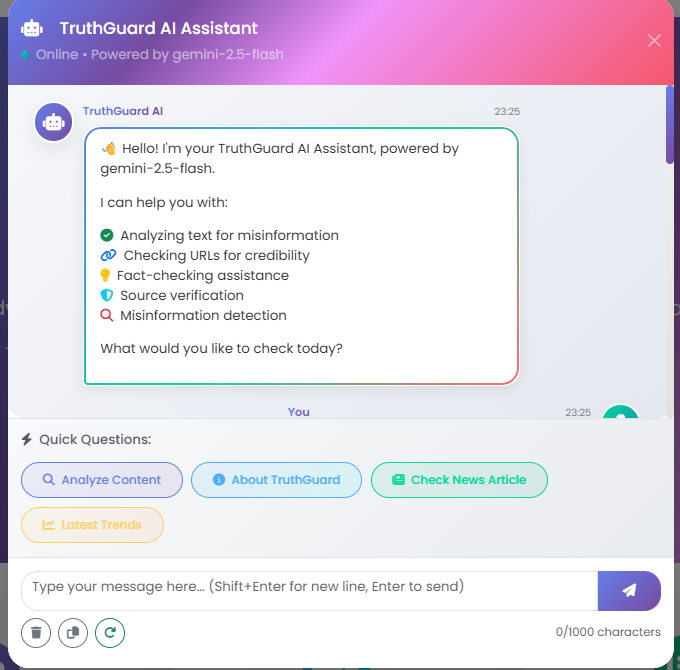 TruthGuard AI Assistant
Online • Powered by gemini-2.5-flash
TruthGuard AI 23:25
👋 Hello! I'm your TruthGuard AI Assistant, powered by
gemini-2.5-flash.
I can help you with:
Analyzing text for misinformation
Checking URLs for credibility
Fact-checking assistance
Source verification
Misinformation detection
What would you like to check today?
You 23:25
Quick Questions:
Analyze Content About TruthGuard Check News Article
Latest Trends
Type your message here... (Shift+Enter for new line, Enter to send)
0/1000 characters